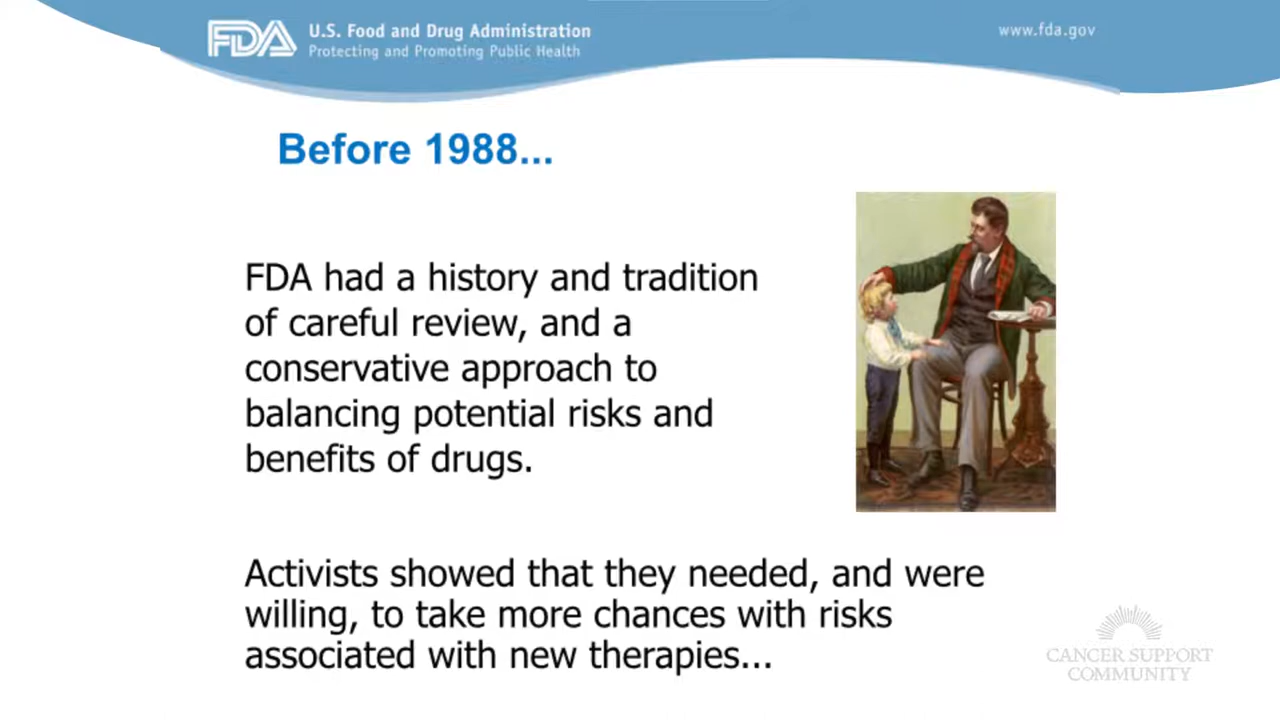 FDA
U.S. Food and Drug Administration
Protecting and Promoting Public Health
www.fda.gov
Before 1988...
FDA had a history and tradition
of careful review, and a
conservative approach to
balancing potential risks and
benefits of drugs.
Activists showed that they needed, and were
willing, to take more chances with risks
associated with new therapies...
CANCER SUPPORT
COMMUNITY